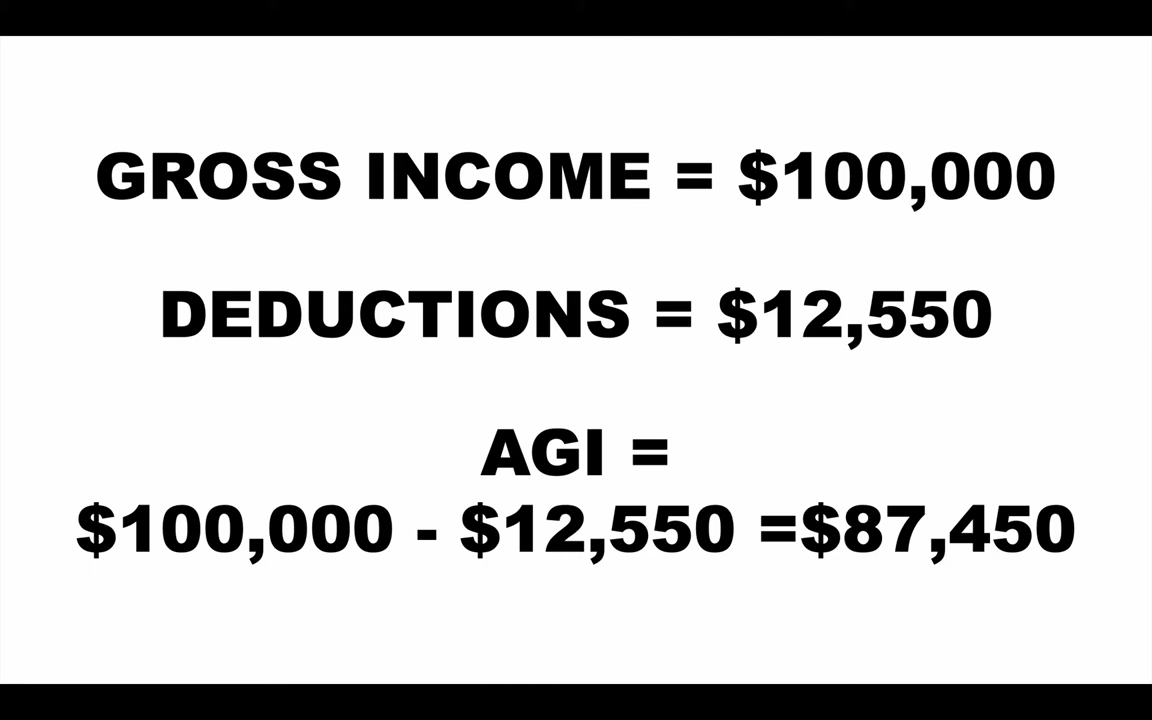 GROSS INCOME = $100,000
DEDUCTIONS = $12,550
AGI =
$100,000 - $12,550 =$87,450